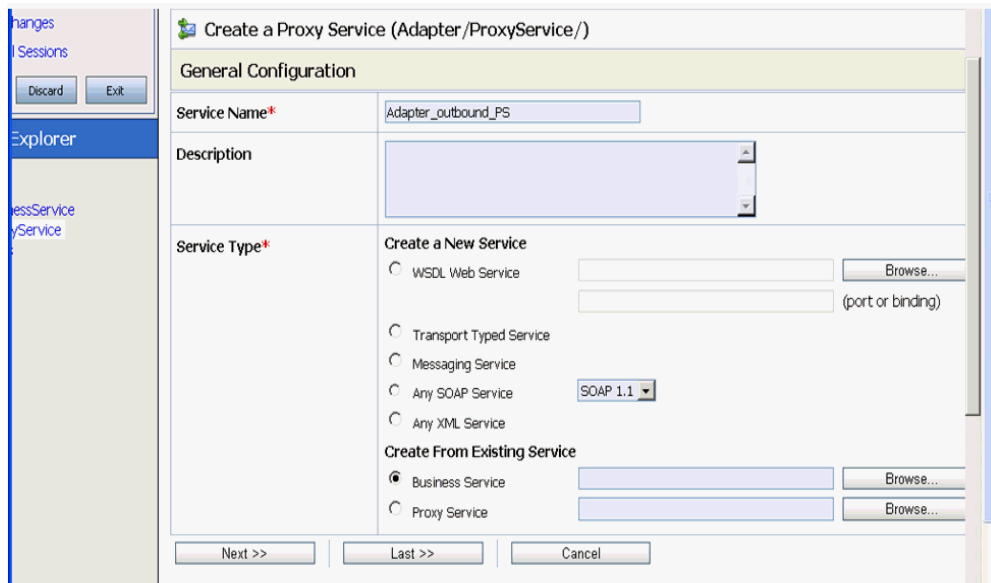 hanges
l Sessions
Discard Exit
Explorer
essService
yService
Create a Proxy Service (Adapter/ProxyService/)
General Configuration
Service Name* Adapter_outbound_PS
Description
Service Type* Create a New Service
WSDL Web Service Browse...
(port or binding)
Transport Typed Service
Messaging Service
Any SOAP Service SOAP 1.1
Any XML Service
Create From Existing Service
Business Service Browse...
Proxy Service Browse...
Next >> Last >> Cancel